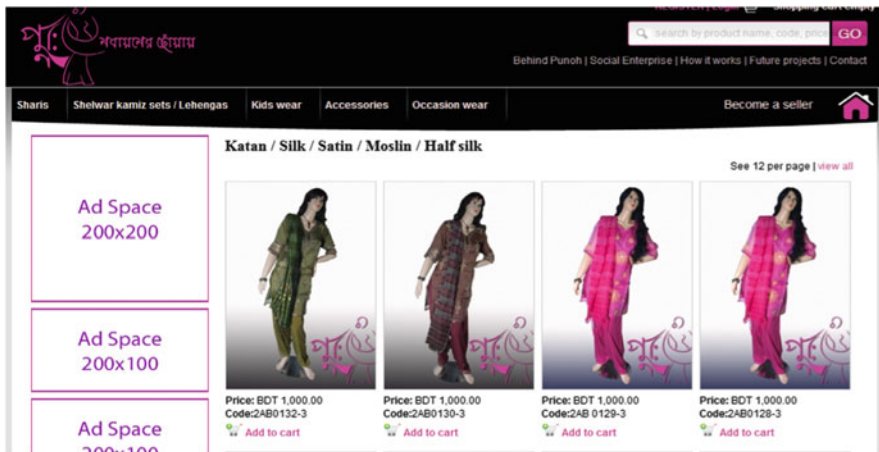 REGISTER | Login Shopping cart empty
পুনঃ নবায়নের ছোঁয়ায়
search by product name, code, price
GO
Behind Punoh | Social Enterprise | How it works | Future projects | Contact
Sharis Shelwar kamiz sets / Lehengas Kids wear Accessories Occasion wear Become a seller
Katan / Silk / Satin / Moslin / Half silk
See 12 per page | view all
Ad Space
200x200
Ad Space
200x100
Ad Space
200x100
Price: BDT 1,000.00
Code:2AB0132-3
Add to cart
Price: BDT 1,000.00
Code:2AB0130-3
Add to cart
Price: BDT 1,000.00
Code:2AB 0129-3
Add to cart
Price: BDT 1,000.00
Code:2AB0128-3
Add to cart